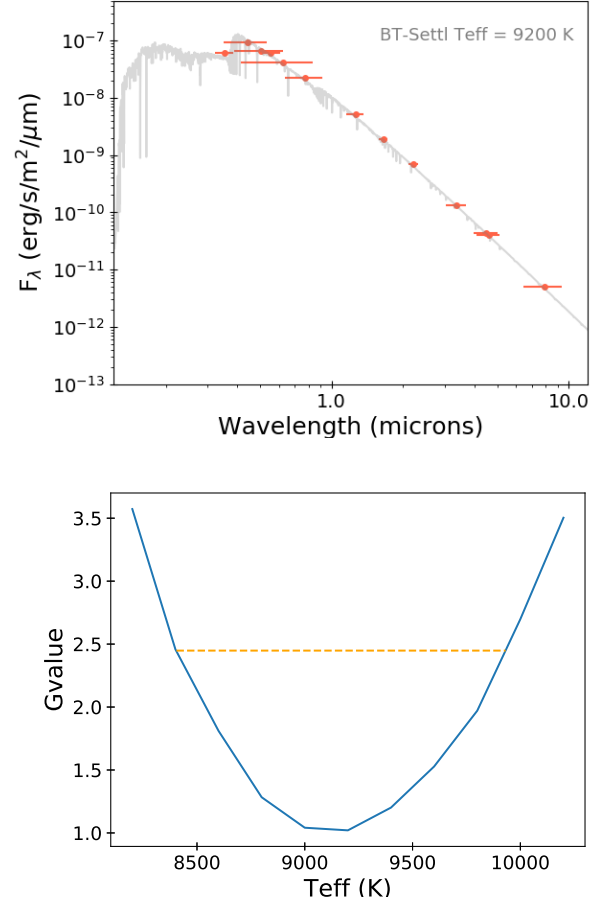 BT-Settl Teff = 9200 K
10⁻⁷
10⁻⁸
10⁻⁹
10⁻¹⁰
10⁻¹¹
10⁻¹²
10⁻¹³
F_λ (erg/s/m²/μm)
1.0 10.0
Wavelength (microns)
3.5
3.0
2.5
2.0
1.5
1.0
Gvalue
8500 9000 9500 10000
Teff (K)